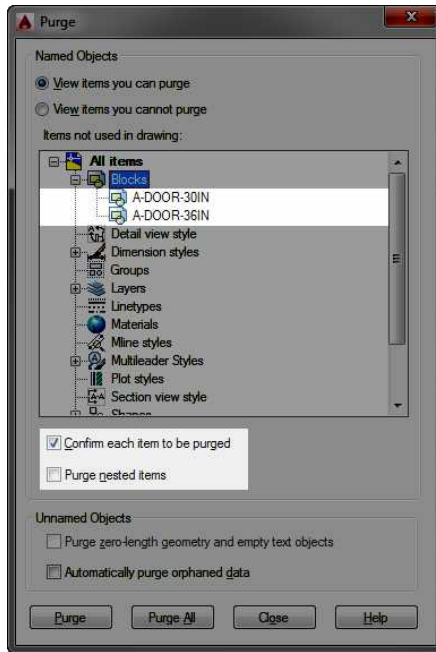 Purge
Named Objects
View items you can purge
View items you cannot purge
Items not used in drawing:
All items
Blocks
A-DOOR-30IN
A-DOOR-36IN
Detail view style
Dimension styles
Groups
Layers
Linetypes
Materials
Mline styles
Multileader Styles
Plot styles
Section view style
Shapes
Confirm each item to be purged
Purge nested items
Unnamed Objects
Purge zero-length geometry and empty text objects
Automatically purge orphaned data
Purge Purge All Close Help